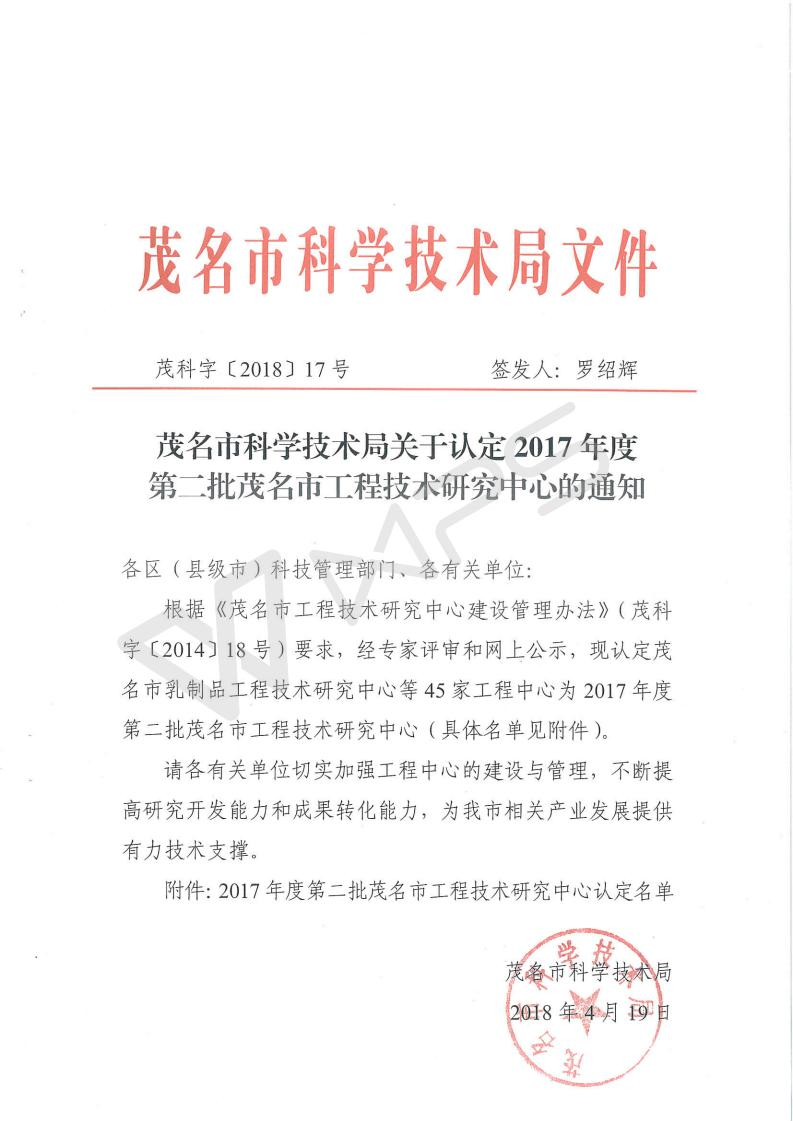 茂名市科学技术局文件
茂科字〔2018〕17号 签发人：罗绍辉
茂名市科学技术局关于认定2017年度
第二批茂名市工程技术研究中心的通知
各区（县级市）科技管理部门、各有关单位：
根据《茂名市工程技术研究中心建设管理办法》（茂科
字〔2014〕18号）要求，经专家评审和网上公示，现认定茂
名市乳制品工程技术研究中心等45家工程中心为2017年度
第二批茂名市工程技术研究中心（具体名单见附件）。
请各有关单位切实加强工程中心的建设与管理，不断提
高研究开发能力和成果转化能力，为我市相关产业发展提供
有力技术支撑。
附件：2017年度第二批茂名市工程技术研究中心认定名单
茂名市科学技术局
2018年4月19日
茂名市科学技术局
WPS